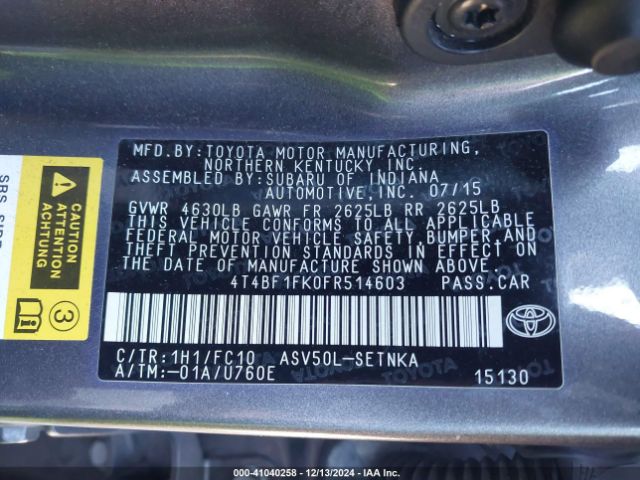 MFD.BY:TOYOTA MOTOR MANUFACTURING,
NORTHERN KENTUCKY INC.
ASSEMBLED BY:SUBARU OF INDIANA
AUTOMOTIVE,INC. 07/15
GVWR 4630LB GAWR FR 2625LB RR 2625LB
THIS VEHICLE CONFORMS TO ALL APPLICABLE
FEDERAL MOTOR VEHICLE SAFETY,BUMPER,AND
THEFT PREVENTION STANDARDS IN EFFECT ON
THE DATE OF MANUFACTURE SHOWN ABOVE.
4T4BF1FK0FR514603 PASS.CAR
C/TR:1H1/FC10 ASV50L-SETNKA
A/TM:-01A/U760E 15130
SRS SIDE
3
000-41040258 - 12/13/2024 - IAA Inc.